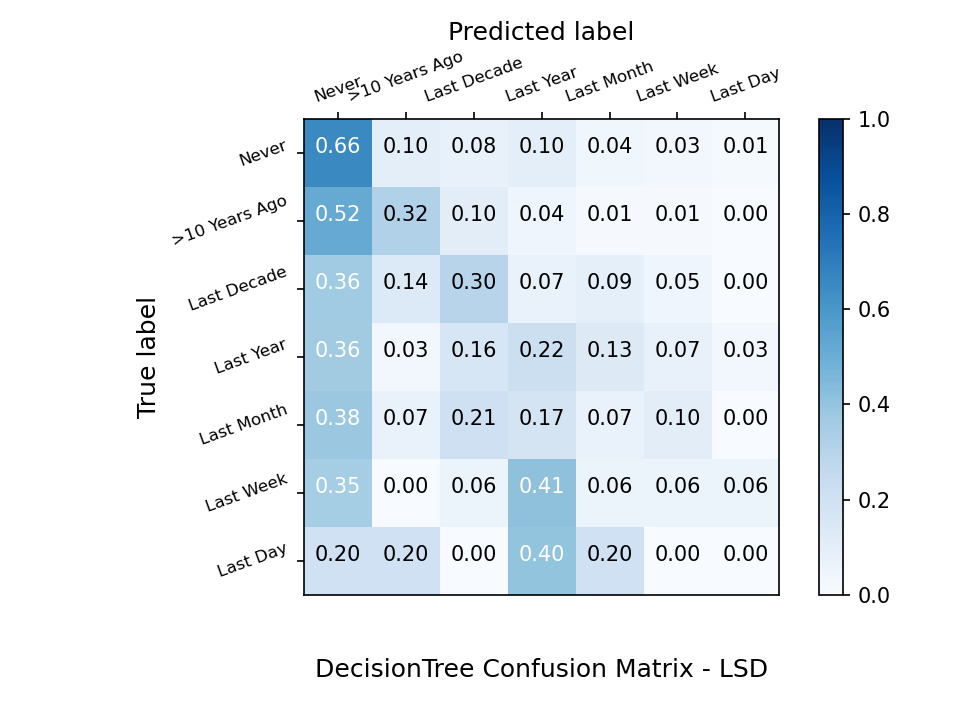 Predicted label
Never
>10 Years Ago
Last Decade
Last Year
Last Month
Last Week
Last Day
True label
Never 0.66 0.10 0.08 0.10 0.04 0.03 0.01
>10 Years Ago 0.52 0.32 0.10 0.04 0.01 0.01 0.00
Last Decade 0.36 0.14 0.30 0.07 0.09 0.05 0.00
Last Year 0.36 0.03 0.16 0.22 0.13 0.07 0.03
Last Month 0.38 0.07 0.21 0.17 0.07 0.10 0.00
Last Week 0.35 0.00 0.06 0.41 0.06 0.06 0.06
Last Day 0.20 0.20 0.00 0.40 0.20 0.00 0.00
1.0
0.8
0.6
0.4
0.2
0.0
DecisionTree Confusion Matrix - LSD